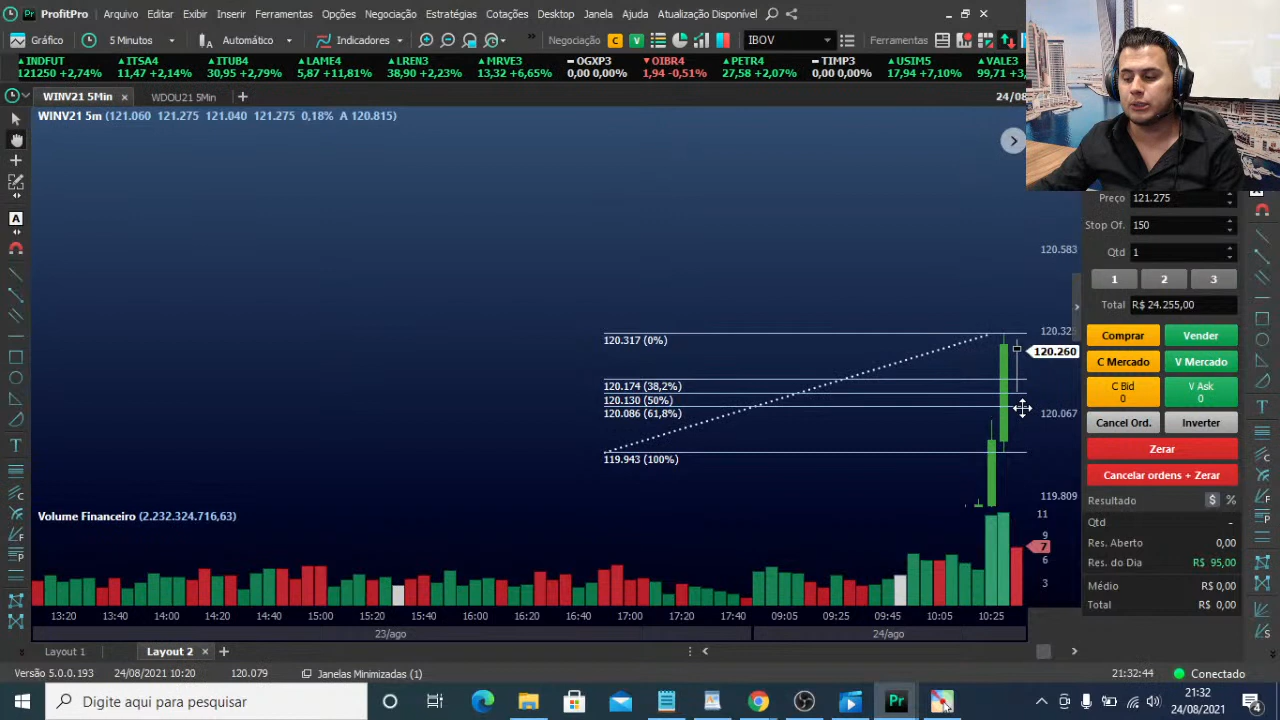 ProfitPro Arquivo Editar Exibir Inserir Ferramentas Opções Negociação Estratégias Cotações Desktop Janela Ajuda Atualização Disponível
Gráfico 5 Minutos Automático Indicadores » Negociação C V IBOV Ferramentas
INDFUT ITSA4 ITUB4 LAME4 LREN3 MRVE3 OGXP3 OIBR4 PETR4 TIMP3 USIM5 VALE3
121250 +2,74% 11,47 +2,14% 30,95 +2,79% 5,87 +11,81% 38,90 +2,23% 13,32 +6,65% 0,00 0,00% 1,94 -0,51% 27,58 +2,07% 0,00 0,00% 17,94 +7,10% 99,71 +3,
WINV21 5Min × WDOU21 5Min + 24/08
WINV21 5m (121.060 121.275 121.040 121.275 0,18% A 120.815)
Preço 121.275
Stop Of. 150
Qtd 1
1 2 3
Total R$ 24.255,00
Comprar Vender
C Mercado V Mercado
C Bid V Ask
0 0
Cancel Ord. Inverter
Zerar
Cancelar ordens + Zerar
Resultado $ %
Qtd -
Res. Aberto 0,00
Res. do Dia R$ 95,00
Médio R$ 0,00
Total R$ 0,00
120.583
120.325
120.260
120.067
119.809
120.317 (0%)
120.174 (38,2%)
120.130 (50%)
120.086 (61,8%)
119.943 (100%)
Volume Financeiro (2.232.324.716,63)
11
9
7
6
3
13:20 13:40 14:00 14:20 14:40 15:00 15:20 15:40 16:00 16:20 16:40 17:00 17:20 17:40 09:05 09:25 09:45 10:05 10:25
23/ago 24/ago
Layout 1 Layout 2 × +
Versão 5.0.0.193 24/08/2021 10:20 120.079 Janelas Minimizadas (1) 21:32:44 Conectado
Digite aqui para pesquisar
21:32
24/08/2021
4